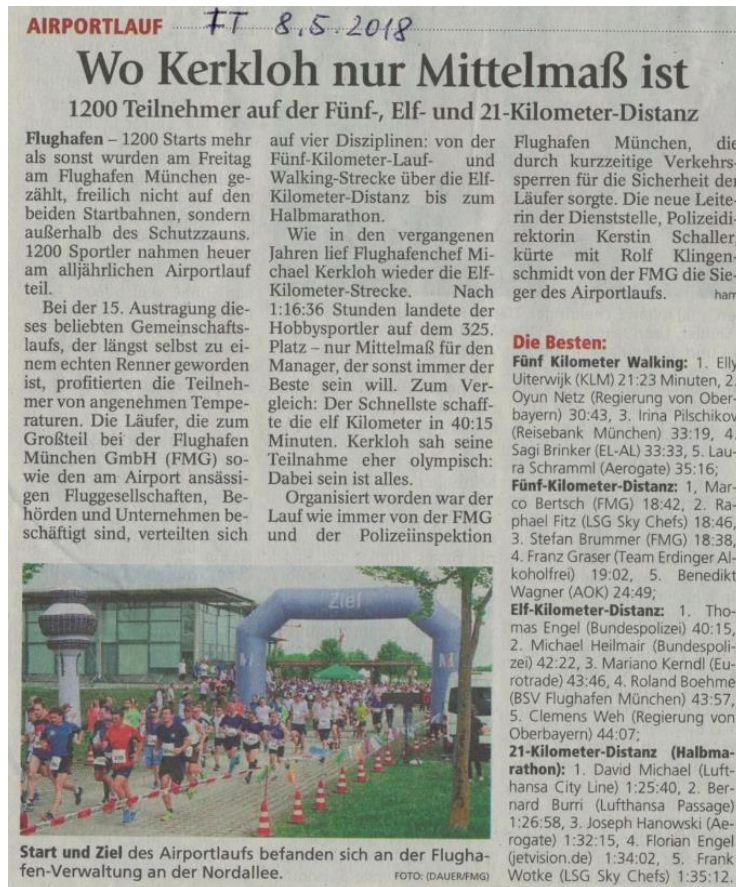 AIRPORTLAUF
FT 8.5.2018
Wo Kerkloh nur Mittelmaß ist
1200 Teilnehmer auf der Fünf-, Elf- und 21-Kilometer-Distanz
Flughafen – 1200 Starts mehr
als sonst wurden am Freitag
am Flughafen München ge-
zählt, freilich nicht auf den
beiden Startbahnen, sondern
außerhalb des Schutzzauns.
1200 Sportler nahmen heuer
am alljährlichen Airportlauf
teil.
Bei der 15. Austragung die-
ses beliebten Gemeinschafts-
laufs, der längst selbst zu ei-
nem echten Renner geworden
ist, profitierten die Teilneh-
mer von angenehmen Tempe-
raturen. Die Läufer, die zum
Großteil bei der Flughafen
München GmbH (FMG) so-
wie den am Airport ansässi-
gen Fluggesellschaften, Be-
hörden und Unternehmen be-
schäftigt sind, verteilten sich
auf vier Disziplinen: von der
Fünf-Kilometer-Lauf- und
Walking-Strecke über die Elf-
Kilometer-Distanz bis zum
Halbmarathon.
Wie in den vergangenen
Jahren lief Flughafenchef Mi-
chael Kerkloh wieder die Elf-
Kilometer-Strecke. Nach
1:16:36 Stunden landete der
Hobbysportler auf dem 325.
Platz – nur Mittelmaß für den
Manager, der sonst immer der
Beste sein will. Zum Ver-
gleich: Der Schnellste schaff-
te die elf Kilometer in 40:15
Minuten. Kerkloh sah seine
Teilnahme eher olympisch:
Dabei sein ist alles.
Organisiert worden war der
Lauf wie immer von der FMG
und der Polizeiinspektion
Flughafen München, die
durch kurzzeitige Verkehrs-
sperren für die Sicherheit der
Läufer sorgte. Die neue Leite-
rin der Dienststelle, Polizeidi-
rektorin Kerstin Schaller,
kürte mit Rolf Klingen-
schmidt von der FMG die Sie-
ger des Airportlaufs. ham
Die Besten:
Fünf Kilometer Walking: 1. Elly
Uiterwijk (KLM) 21:23 Minuten, 2.
Oyun Netz (Regierung von Ober-
bayern) 30:43, 3. Irina Pilschikov
(Reisebank München) 33:19, 4.
Sagi Brinker (EL-AL) 33:33, 5. Lau-
ra Schramml (Aerogate) 35:16;
Fünf-Kilometer-Distanz: 1, Mar-
co Bertsch (FMG) 18:42, 2. Ra-
phael Fitz (LSG Sky Chefs) 18:46,
3. Stefan Brummer (FMG) 18:38,
4. Franz Graser (Team Erdinger Al-
koholfrei) 19:02, 5. Benedikt
Wagner (AOK) 24:49;
Elf-Kilometer-Distanz: 1. Tho-
mas Engel (Bundespolizei) 40:15,
2. Michael Heilmair (Bundespoli-
zei) 42:22, 3. Mariano Kerndl (Eu-
rotrade) 43:46, 4. Roland Boehme
(BSV Flughafen München) 43:57,
5. Clemens Weh (Regierung von
Oberbayern) 44:07;
21-Kilometer-Distanz (Halbma-
rathon): 1. David Michael (Luft-
hansa City Line) 1:25:40, 2. Ber-
nard Burri (Lufthansa Passage)
1:26:58, 3. Joseph Hanowski (Ae-
rogate) 1:32:15, 4. Florian Engel
(jetvision.de) 1:34:02, 5. Frank
Wotke (LSG Sky Chefs) 1:35:12.
Ziel
M
Start und Ziel des Airportlaufs befanden sich an der Flugha-
fen-Verwaltung an der Nordallee. FOTO: (DAUER/FMG)